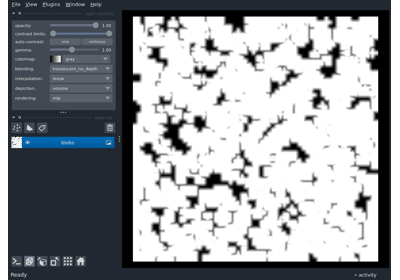 File View Plugins Window Help
opacity: 1.00
contrast limits:
auto-contrast: once continuous
gamma: 1.00
colormap: gray
blending: translucent_no_depth
interpolation: linear
depiction: volume
rendering: mip
blobs
Ready
activity